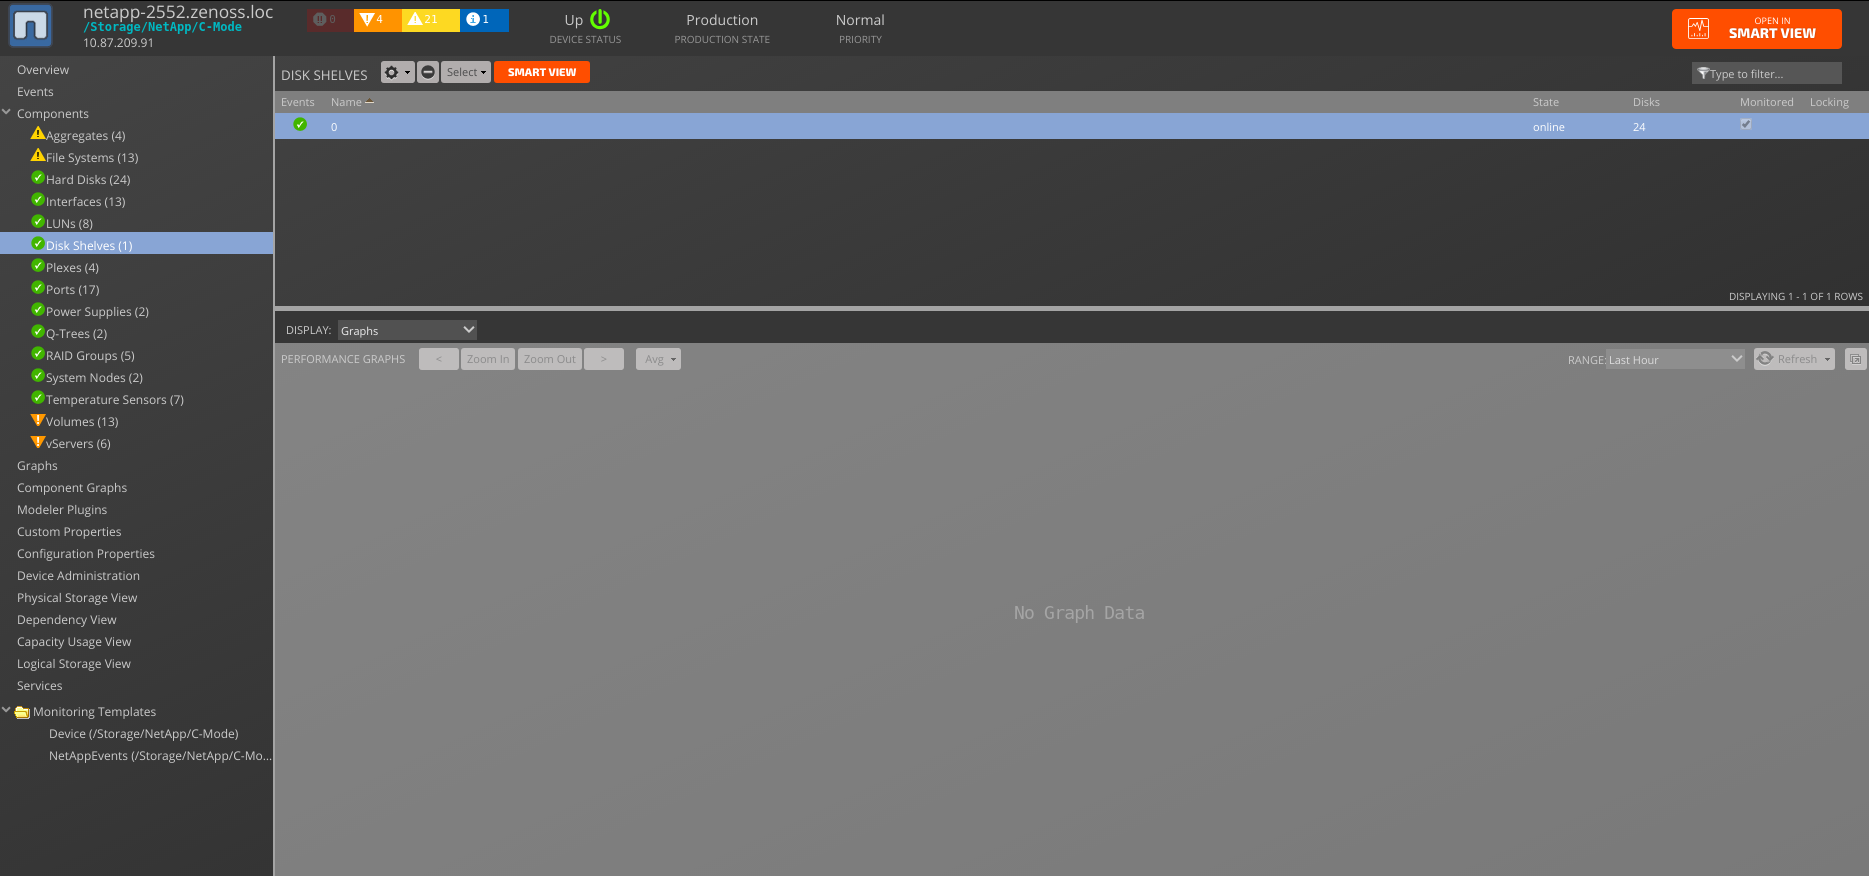 netapp-2552.zenoss.loc
/Storage/NetApp/C-Mode
10.87.209.91
0 4 21 1
Up
DEVICE STATUS
Production
PRODUCTION STATE
Normal
PRIORITY
OPEN IN
SMART VIEW
Overview
Events
Components
Aggregates (4)
File Systems (13)
Hard Disks (24)
Interfaces (13)
LUNs (8)
Disk Shelves (1)
Plexes (4)
Ports (17)
Power Supplies (2)
Q-Trees (2)
RAID Groups (5)
System Nodes (2)
Temperature Sensors (7)
Volumes (13)
vServers (6)
Graphs
Component Graphs
Modeler Plugins
Custom Properties
Configuration Properties
Device Administration
Physical Storage View
Dependency View
Capacity Usage View
Logical Storage View
Services
Monitoring Templates
Device (/Storage/NetApp/C-Mode)
NetAppEvents (/Storage/NetApp/C-Mo...
DISK SHELVES Select SMART VIEW Type to filter...
Events Name State Disks Monitored Locking
0 online 24
DISPLAYING 1 - 1 OF 1 ROWS
DISPLAY: Graphs
PERFORMANCE GRAPHS < Zoom In Zoom Out > Avg RANGE: Last Hour Refresh
No Graph Data